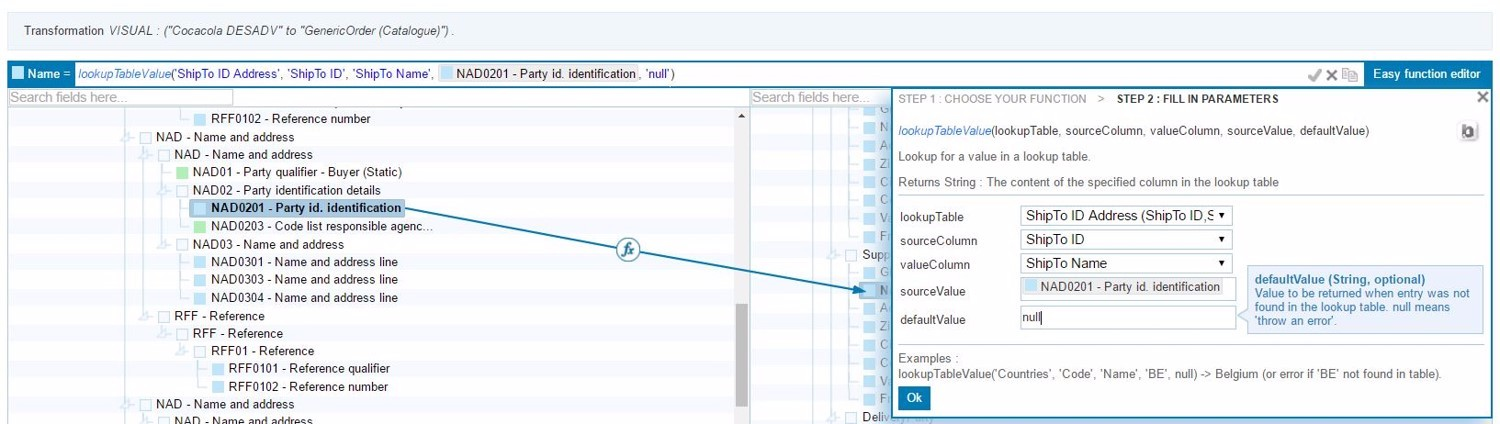 Transformation VISUAL : ("Cocacola DESADV" to "GenericOrder (Catalogue)") .
Name = lookupTableValue('ShipTo ID Address', 'ShipTo ID', 'ShipTo Name', NAD0201 - Party id. identification , 'null')
Easy function editor
Search fields here...
RFF0102 - Reference number
NAD - Name and address
NAD - Name and address
NAD01 - Party qualifier - Buyer (Static)
NAD02 - Party identification details
NAD0201 - Party id. identification
NAD0203 - Code list responsible agenc...
NAD03 - Name and address
NAD0301 - Name and address line
NAD0303 - Name and address line
NAD0304 - Name and address line
RFF - Reference
RFF - Reference
RFF01 - Reference
RFF0101 - Reference qualifier
RFF0102 - Reference number
NAD - Name and address
NAD - Name and address
fx
Search fields here...
G
N
A
Zi
C
C
V
F
Supp
G
N
A
Zi
C
C
V
F
Delivery
STEP 1 : CHOOSE YOUR FUNCTION > STEP 2 : FILL IN PARAMETERS
lookupTableValue(lookupTable, sourceColumn, valueColumn, sourceValue, defaultValue)
Lookup for a value in a lookup table.
Returns String : The content of the specified column in the lookup table
lookupTable ShipTo ID Address (ShipTo ID,S
sourceColumn ShipTo ID
valueColumn ShipTo Name
sourceValue NAD0201 - Party id. identification
defaultValue null
defaultValue (String, optional)
Value to be returned when entry was not
found in the lookup table. null means
'throw an error'.
Examples :
lookupTableValue('Countries', 'Code', 'Name', 'BE', null) -> Belgium (or error if 'BE' not found in table).
Ok